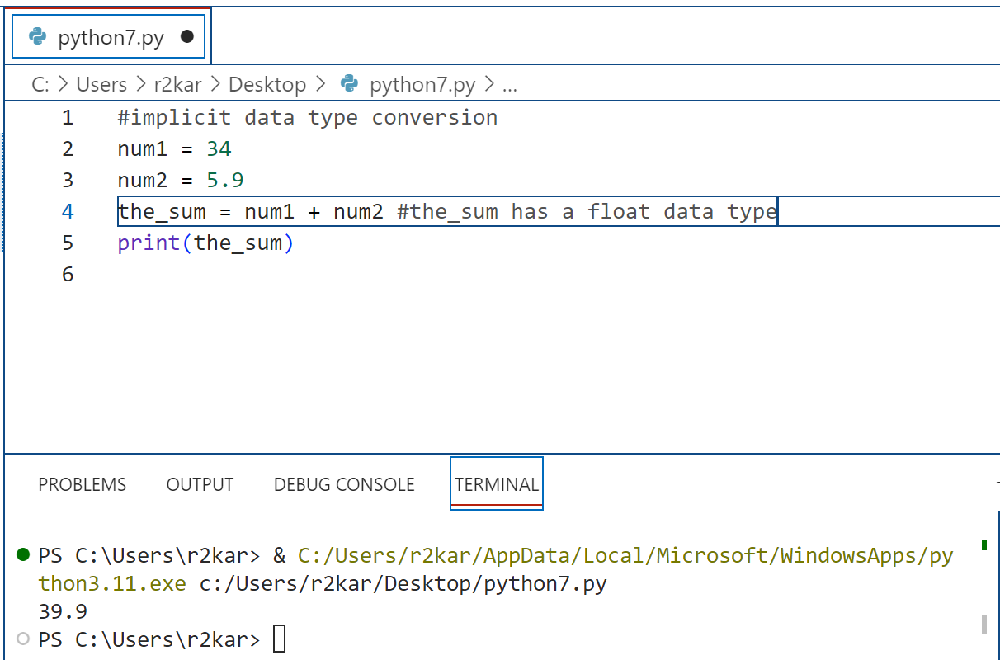 python7.py
C: > Users > r2kar > Desktop > python7.py > ...
1 #implicit data type conversion
2 num1 = 34
3 num2 = 5.9
4 the_sum = num1 + num2 #the_sum has a float data type
5 print(the_sum)
6
PROBLEMS OUTPUT DEBUG CONSOLE TERMINAL
PS C:\Users\r2kar> & C:/Users/r2kar/AppData/Local/Microsoft/WindowsApps/py
thon3.11.exe c:/Users/r2kar/Desktop/python7.py
39.9
PS C:\Users\r2kar>